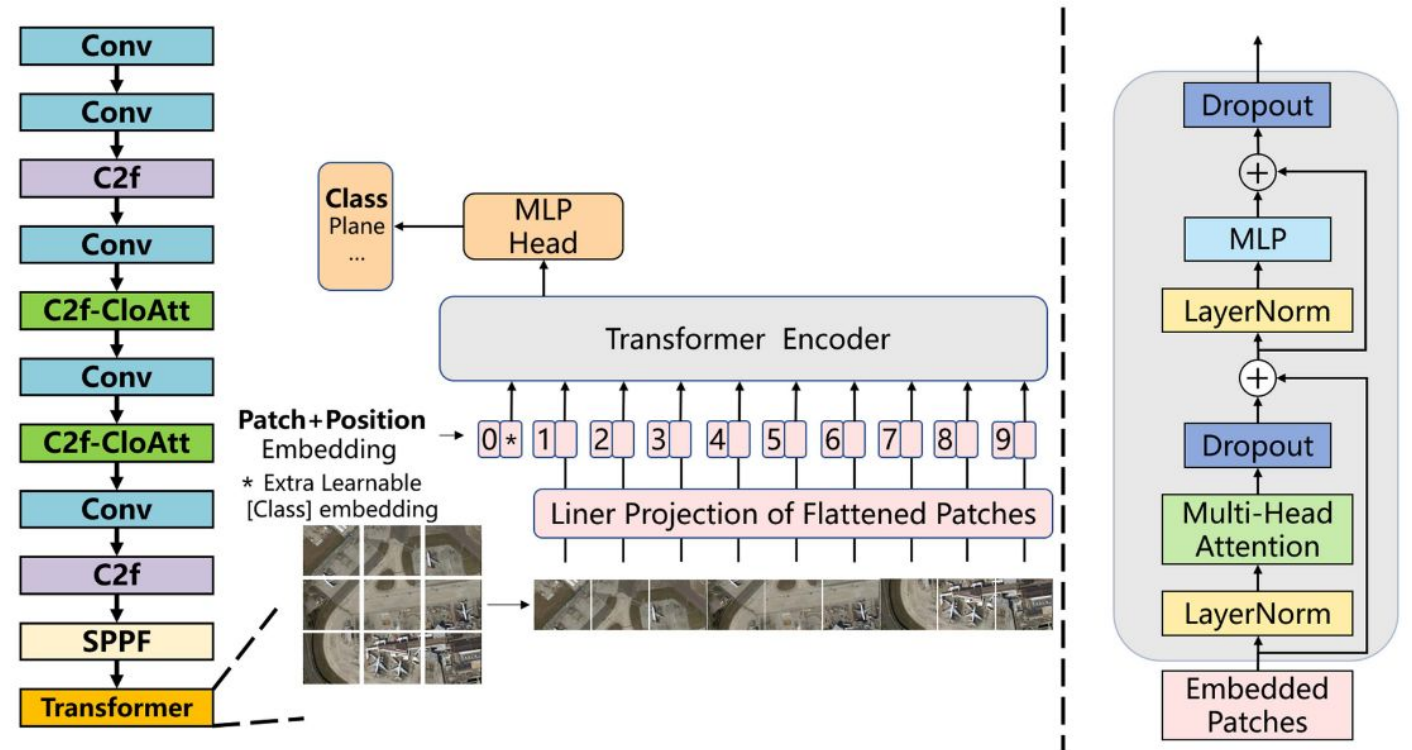 Conv
Conv
C2f
Conv
C2f-CloAtt
Conv
C2f-CloAtt
Conv
C2f
SPPF
Transformer
Class
Plane
...
MLP
Head
Transformer Encoder
Patch+Position
Embedding
* Extra Learnable
[Class] embedding
0 * 1 2 3 4 5 6 7 8 9
Liner Projection of Flattened Patches
Dropout
+
MLP
LayerNorm
+
Dropout
Multi-Head
Attention
LayerNorm
Embedded
Patches